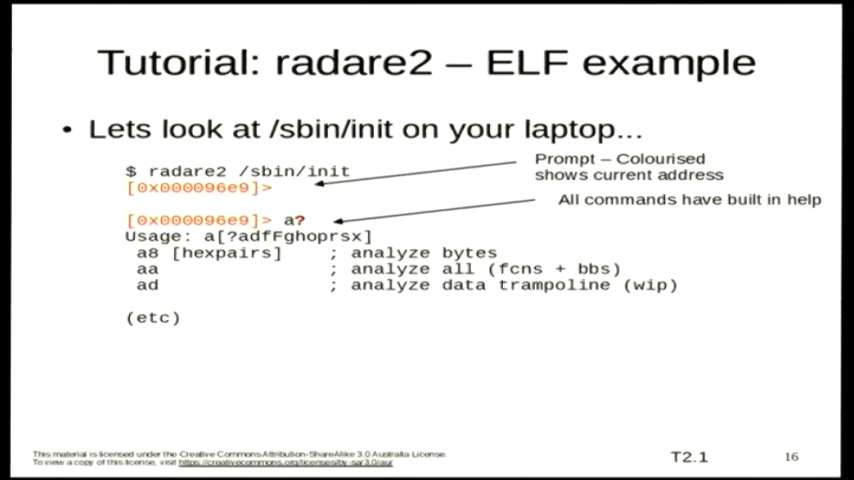 Tutorial: radare2 – ELF example
• Lets look at /sbin/init on your laptop...
$ radare2 /sbin/init
[0x000096e9]>
Prompt – Colourised
shows current address
[0x000096e9]> a?
All commands have built in help
Usage: a[?adfFghoprsx]
a8 [hexpairs] ; analyze bytes
aa ; analyze all (fcns + bbs)
ad ; analyze data trampoline (wip)
(etc)
This material is licensed under the Creative Commons Attribution-ShareAlike 3.0 Australia License.
To view a copy of this license, visit https://creativecommons.org/licenses/by-sa/3.0/au/
T2.1
16